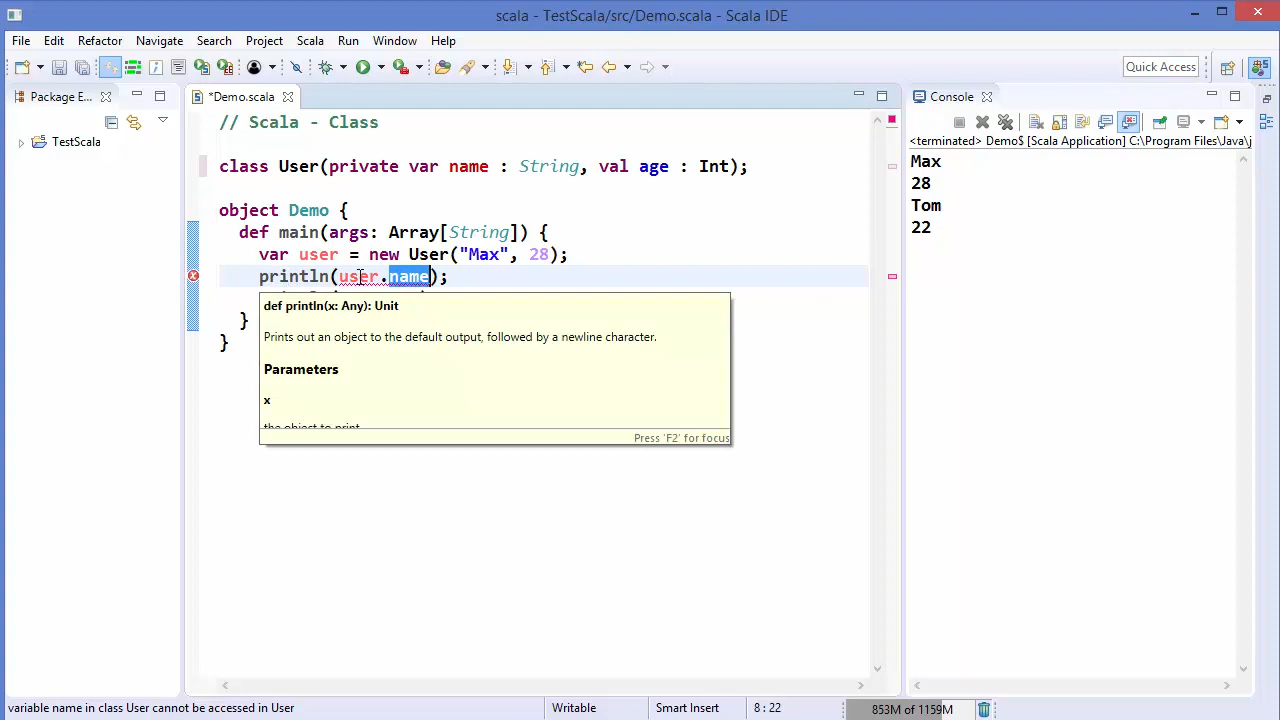 scala - TestScala/src/Demo.scala - Scala IDE
File Edit Refactor Navigate Search Project Scala Run Window Help
Quick Access
Package E...
*Demo.scala
Console
TestScala
// Scala - Class
class User(private var name : String, val age : Int);
object Demo {
def main(args: Array[String]) {
var user = new User("Max", 28);
println(user.name);
}
}
def println(x: Any): Unit
Prints out an object to the default output, followed by a newline character.
Parameters
x
the object to print
Press 'F2' for focus
<terminated> Demo$ [Scala Application] C:\Program Files\Java\j
Max
28
Tom
22
variable name in class User cannot be accessed in User
Writable
Smart Insert
8 : 22
853M of 1159M